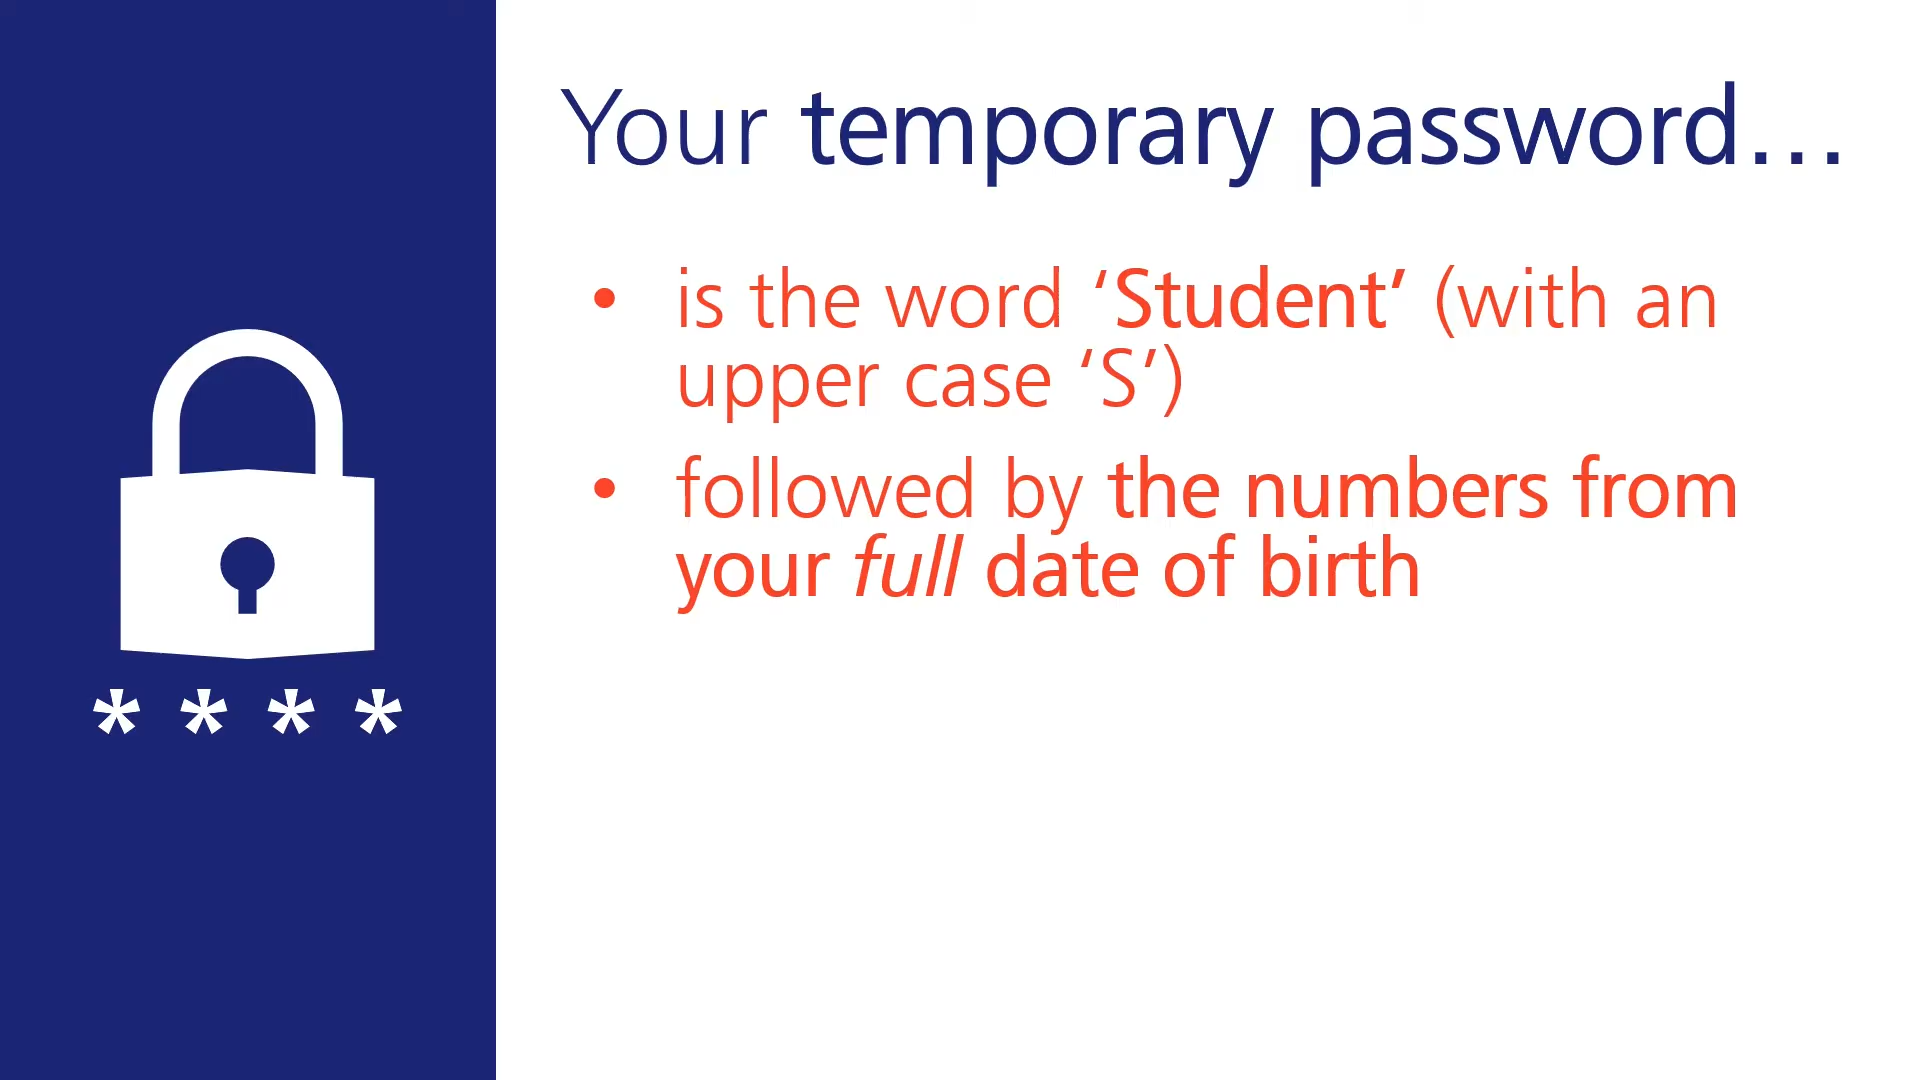 Your temporary password…
• is the word ‘Student’ (with an
upper case ‘S’)
• followed by the numbers from
your full date of birth
* * * *